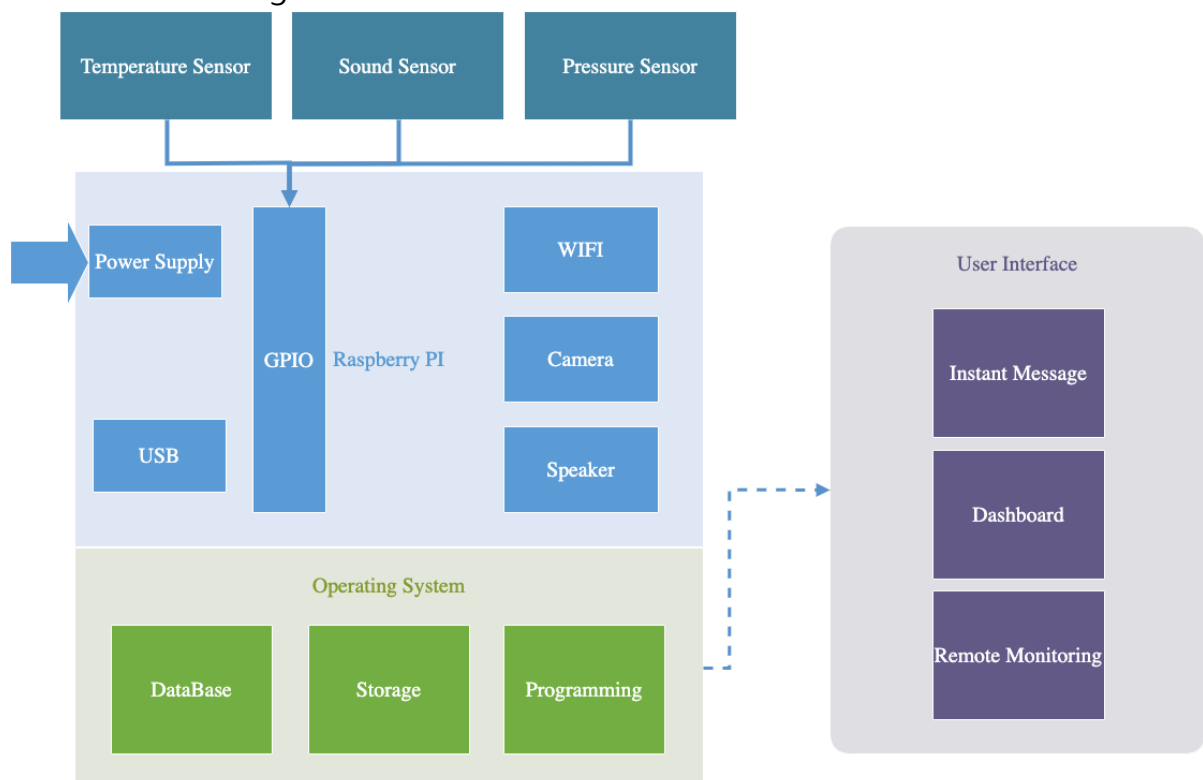 Temperature Sensor
Sound Sensor
Pressure Sensor
Power Supply
GPIO
Raspberry PI
USB
WIFI
Camera
Speaker
Operating System
DataBase
Storage
Programming
User Interface
Instant Message
Dashboard
Remote Monitoring